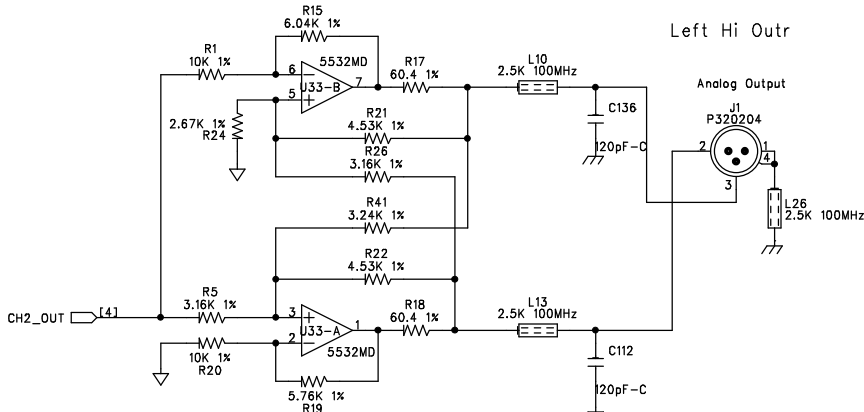 Left Hi Outr
R15
6.04K 1%
R1
10K 1%
6
5532MD
U33-B
7
5
R17
60.4 1%
L10
2.5K 100MHz
Analog Output
J1
P320204
C136
120pF-C
2.67K 1%
R24
R21
4.53K 1%
R26
3.16K 1%
2
1
4
3
L26
2.5K 100MHz
R41
3.24K 1%
R22
4.53K 1%
CH2_OUT
[4]
R5
3.16K 1%
3
U33-A
1
2
5532MD
R18
60.4 1%
L13
2.5K 100MHz
10K 1%
R20
5.76K 1%
R19
C112
120pF-C